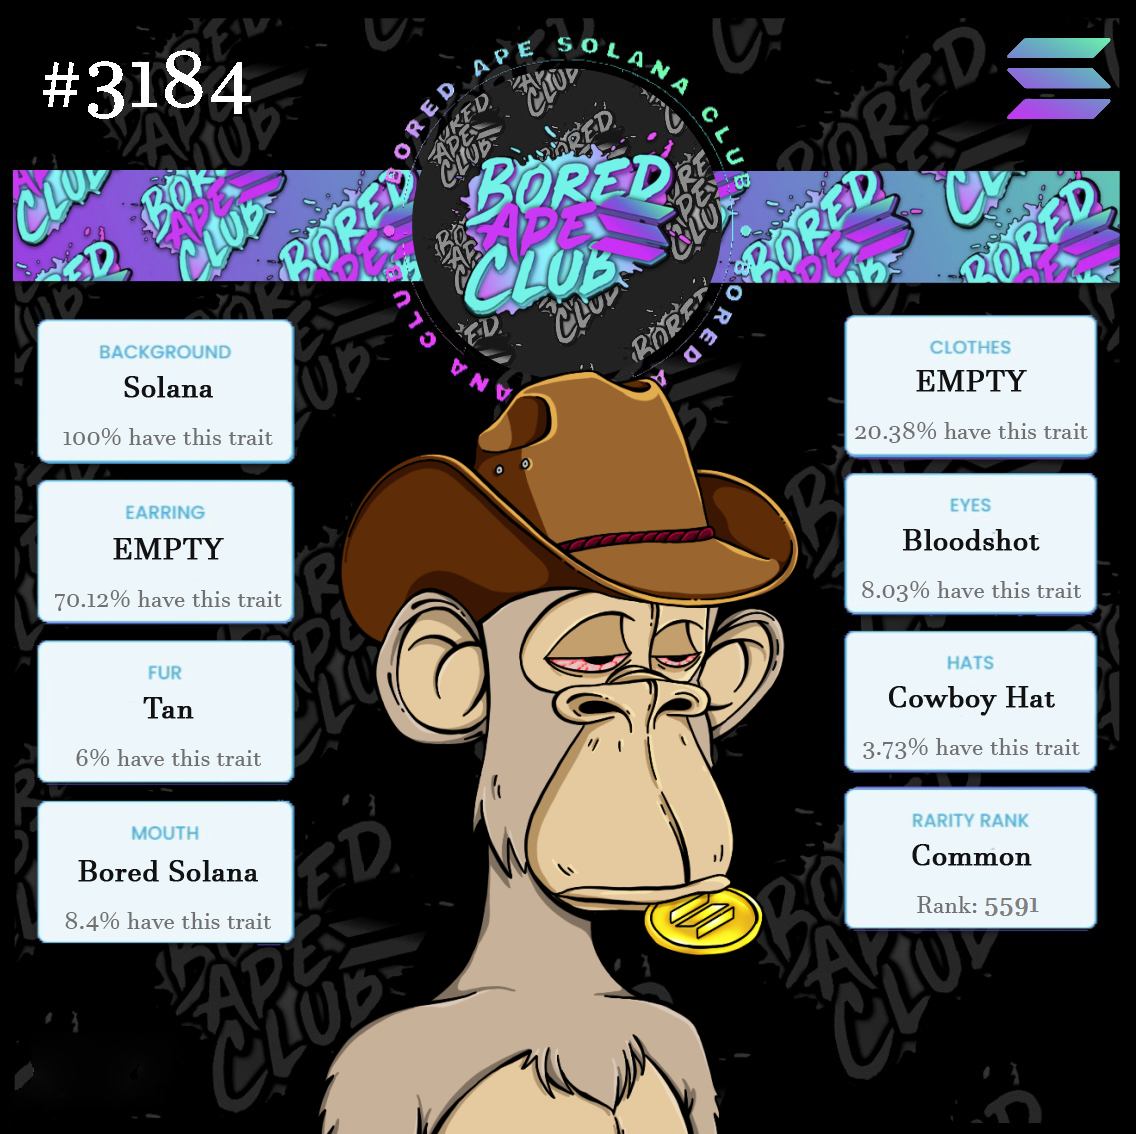 #3184
BORED APE SOLANA CLUB
BORED
APE
CLUB
BACKGROUND
Solana
100% have this trait
EARRING
EMPTY
70.12% have this trait
FUR
Tan
6% have this trait
MOUTH
Bored Solana
8.4% have this trait
CLOTHES
EMPTY
20.38% have this trait
EYES
Bloodshot
8.03% have this trait
HATS
Cowboy Hat
3.73% have this trait
RARITY RANK
Common
Rank: 5591